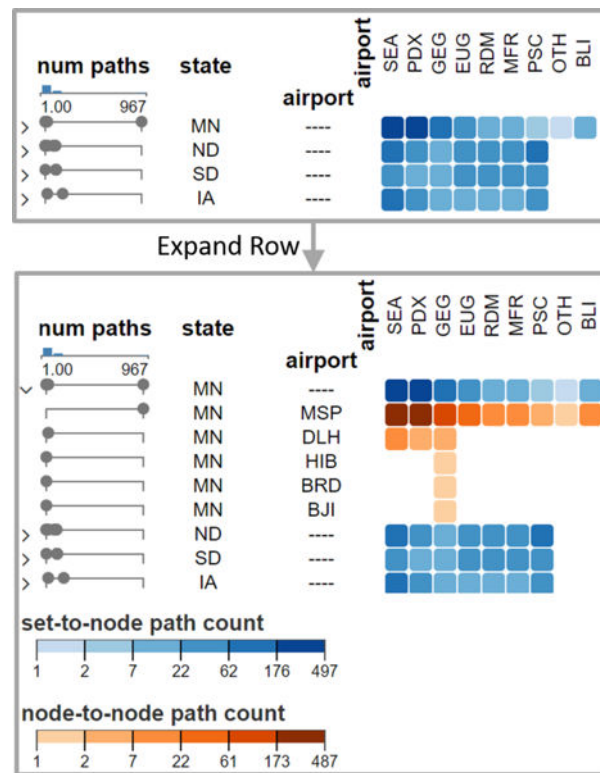 airport
SEA PDX GEG EUG RDM MFR PSC OTH BLI
num paths state
airport
1.00 967
MN ----
ND ----
SD ----
IA ----
Expand Row
airport
SEA PDX GEG EUG RDM MFR PSC OTH BLI
num paths state
airport
1.00 967
MN ----
MN MSP
MN DLH
MN HIB
MN BRD
MN BJI
ND ----
SD ----
IA ----
set-to-node path count
1 2 7 22 62 176 497
node-to-node path count
1 2 7 22 61 173 487